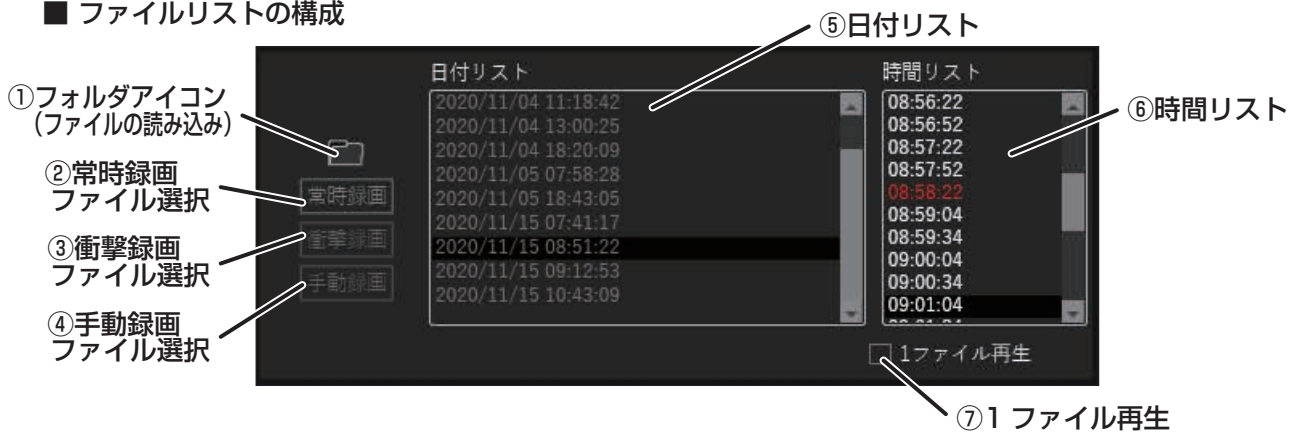 ■ ファイルリストの構成
⑤日付リスト
日付リスト
時間リスト
①フォルダアイコン
(ファイルの読み込み)
②常時録画
ファイル選択
③衝撃録画
ファイル選択
④手動録画
ファイル選択
常時録画
衝撃録画
手動録画
2020/11/04 11:18:42
2020/11/04 13:00:25
2020/11/04 18:20:09
2020/11/05 07:58:28
2020/11/05 18:43:05
2020/11/15 07:41:17
2020/11/15 08:51:22
2020/11/15 09:12:53
2020/11/15 10:43:09
08:56:22
08:56:52
08:57:22
08:57:52
08:58:22
08:59:04
08:59:34
09:00:04
09:00:34
09:01:04
⑥時間リスト
1ファイル再生
⑦1 ファイル再生